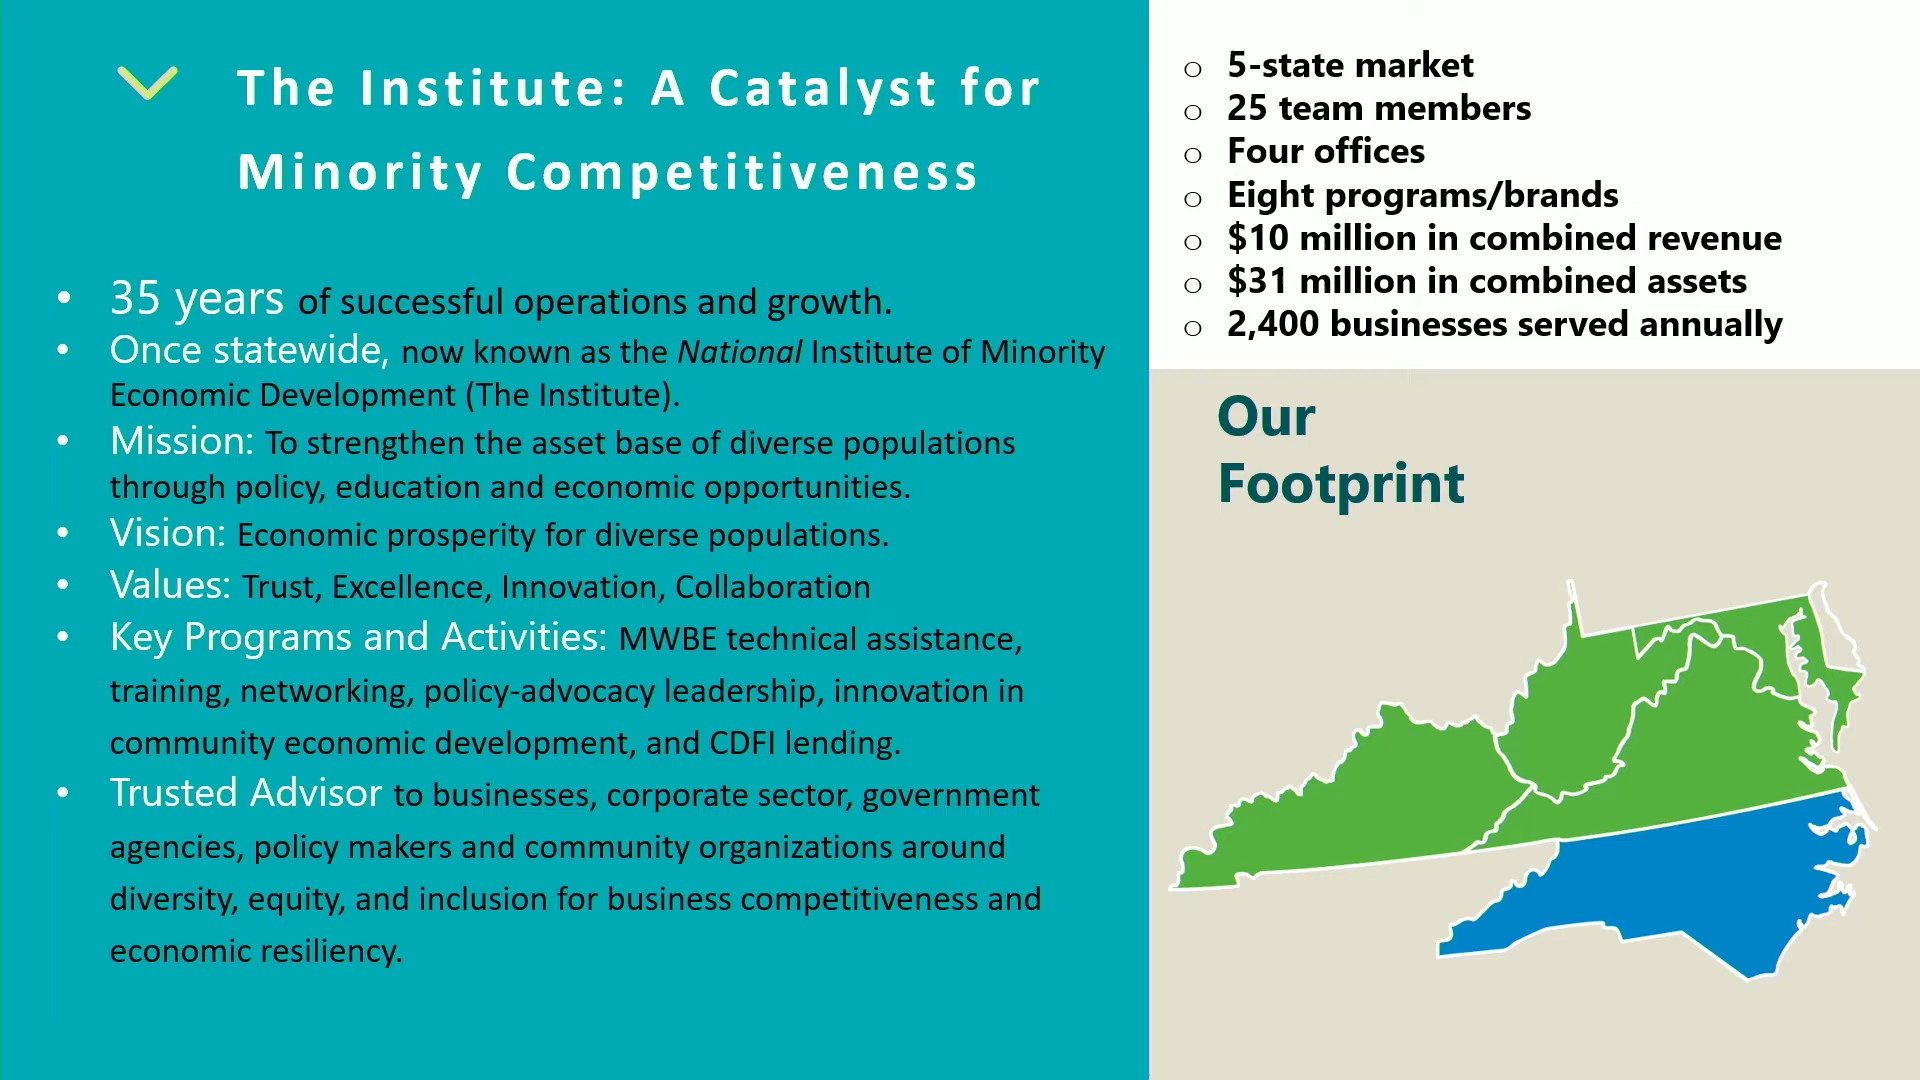 The Institute: A Catalyst for
Minority Competitiveness
• 35 years of successful operations and growth.
• Once statewide, now known as the National Institute of Minority
Economic Development (The Institute).
• Mission: To strengthen the asset base of diverse populations
through policy, education and economic opportunities.
• Vision: Economic prosperity for diverse populations.
• Values: Trust, Excellence, Innovation, Collaboration
• Key Programs and Activities: MWBE technical assistance,
training, networking, policy-advocacy leadership, innovation in
community economic development, and CDFI lending.
• Trusted Advisor to businesses, corporate sector, government
agencies, policy makers and community organizations around
diversity, equity, and inclusion for business competitiveness and
economic resiliency.
o 5-state market
o 25 team members
o Four offices
o Eight programs/brands
o $10 million in combined revenue
o $31 million in combined assets
o 2,400 businesses served annually
Our
Footprint